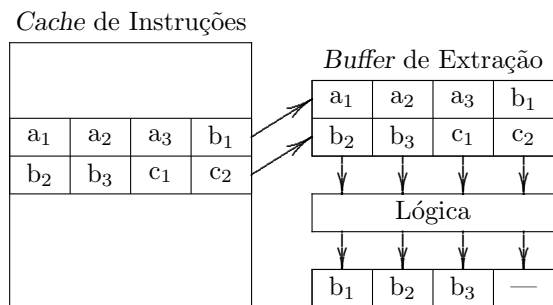 Cache de Instruções
a₁ a₂ a₃ b₁
b₂ b₃ c₁ c₂
Buffer de Extração
a₁ a₂ a₃ b₁
b₂ b₃ c₁ c₂
Lógica
b₁ b₂ b₃ —